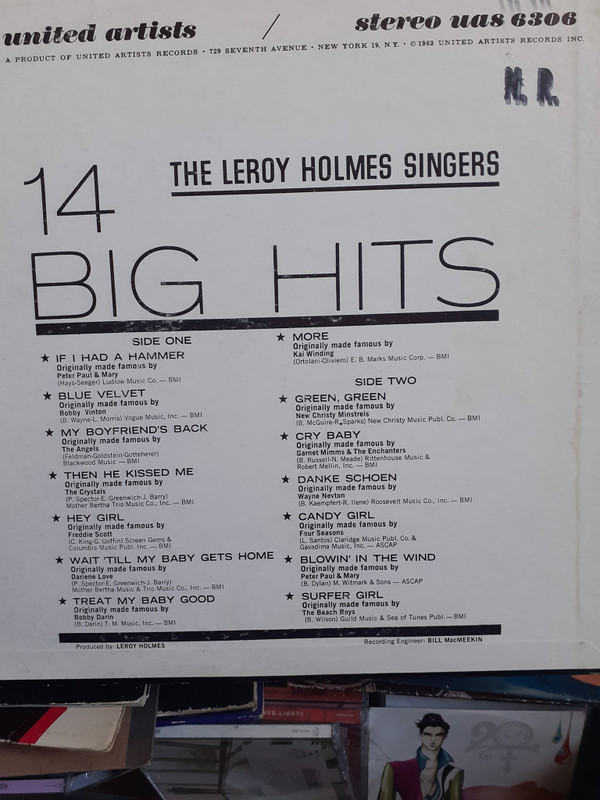 united artists / stereo uas 6306
A PRODUCT OF UNITED ARTISTS RECORDS • 729 SEVENTH AVENUE • NEW YORK 19, N.Y. • © 1963 UNITED ARTISTS RECORDS INC.
N. R.
THE LEROY HOLMES SINGERS
14
BIG HITS
SIDE ONE
★ IF I HAD A HAMMER
Originally made famous by
Peter Paul & Mary
(Hays-Seeger) Ludlow Music Co. — BMI
★ BLUE VELVET
Originally made famous by
Bobby Vinton
(B. Wayne-L. Morris) Vogue Music, Inc. — BMI
★ MY BOYFRIEND'S BACK
Originally made famous by
The Angels
(Feldman-Goldstein-Gotteherer)
Blackwood Music — BMI
★ THEN HE KISSED ME
Originally made famous by
The Crystals
(P. Spector-E. Greenwich-J. Barry)
Mother Bertha Trio Music Co., Inc. — BMI
★ HEY GIRL
Originally made famous by
Freddie Scott
(C. King-G. Goffin) Screen Gems &
Columbia Music Publ. Inc. — BMI
★ WAIT 'TILL MY BABY GETS HOME
Originally made famous by
Darlene Love
(P. Spector-E. Greenwich-J. Barry)
Mother Bertha Music & Trio Music Co., Inc. — BMI
★ TREAT MY BABY GOOD
Originally made famous by
Bobby Darin
(B. Darin) T. M. Music, Inc. — BMI
★ MORE
Originally made famous by
Kai Winding
(Ortolani-Oliviero) E. B. Marks Music Corp. — BMI
SIDE TWO
★ GREEN, GREEN
Originally made famous by
New Christy Minstrels
(B. McGuire-R. Sparks) New Christy Music Publ. Co. — BMI
★ CRY BABY
Originally made famous by
Garnet Mimms & The Enchanters
(B. Russell-N. Meade) Rittenhouse Music &
Robert Mellin, Inc. — BMI
★ DANKE SCHOEN
Originally made famous by
Wayne Nevton
(B. Kaempfert-R. Ilene) Roosevelt Music Co., Inc. — BMI
★ CANDY GIRL
Originally made famous by
Four Seasons
(L. Santos) Claridge Music Publ. Co. &
Gavadima Music, Inc. — ASCAP
★ BLOWIN' IN THE WIND
Originally made famous by
Peter Paul & Mary
(B. Dylan) M. Witmark & Sons — ASCAP
★ SURFER GIRL
Originally made famous by
The Beach Boys
(B. Wilson) Guild Music & Sea of Tunes Publ. — BMI
Produced by: LEROY HOLMES
Recording Engineer: BILL MacMEEKIN